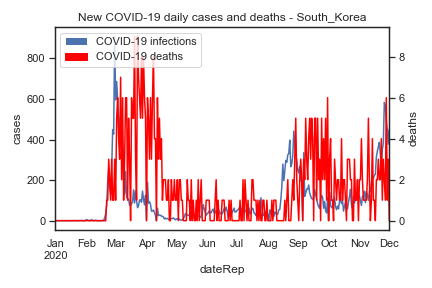 New COVID-19 daily cases and deaths - South_Korea
COVID-19 infections
COVID-19 deaths
800
600
400
200
0
cases
8
6
4
2
0
deaths
Jan Feb Mar Apr May Jun Jul Aug Sep Oct Nov Dec
2020
dateRep